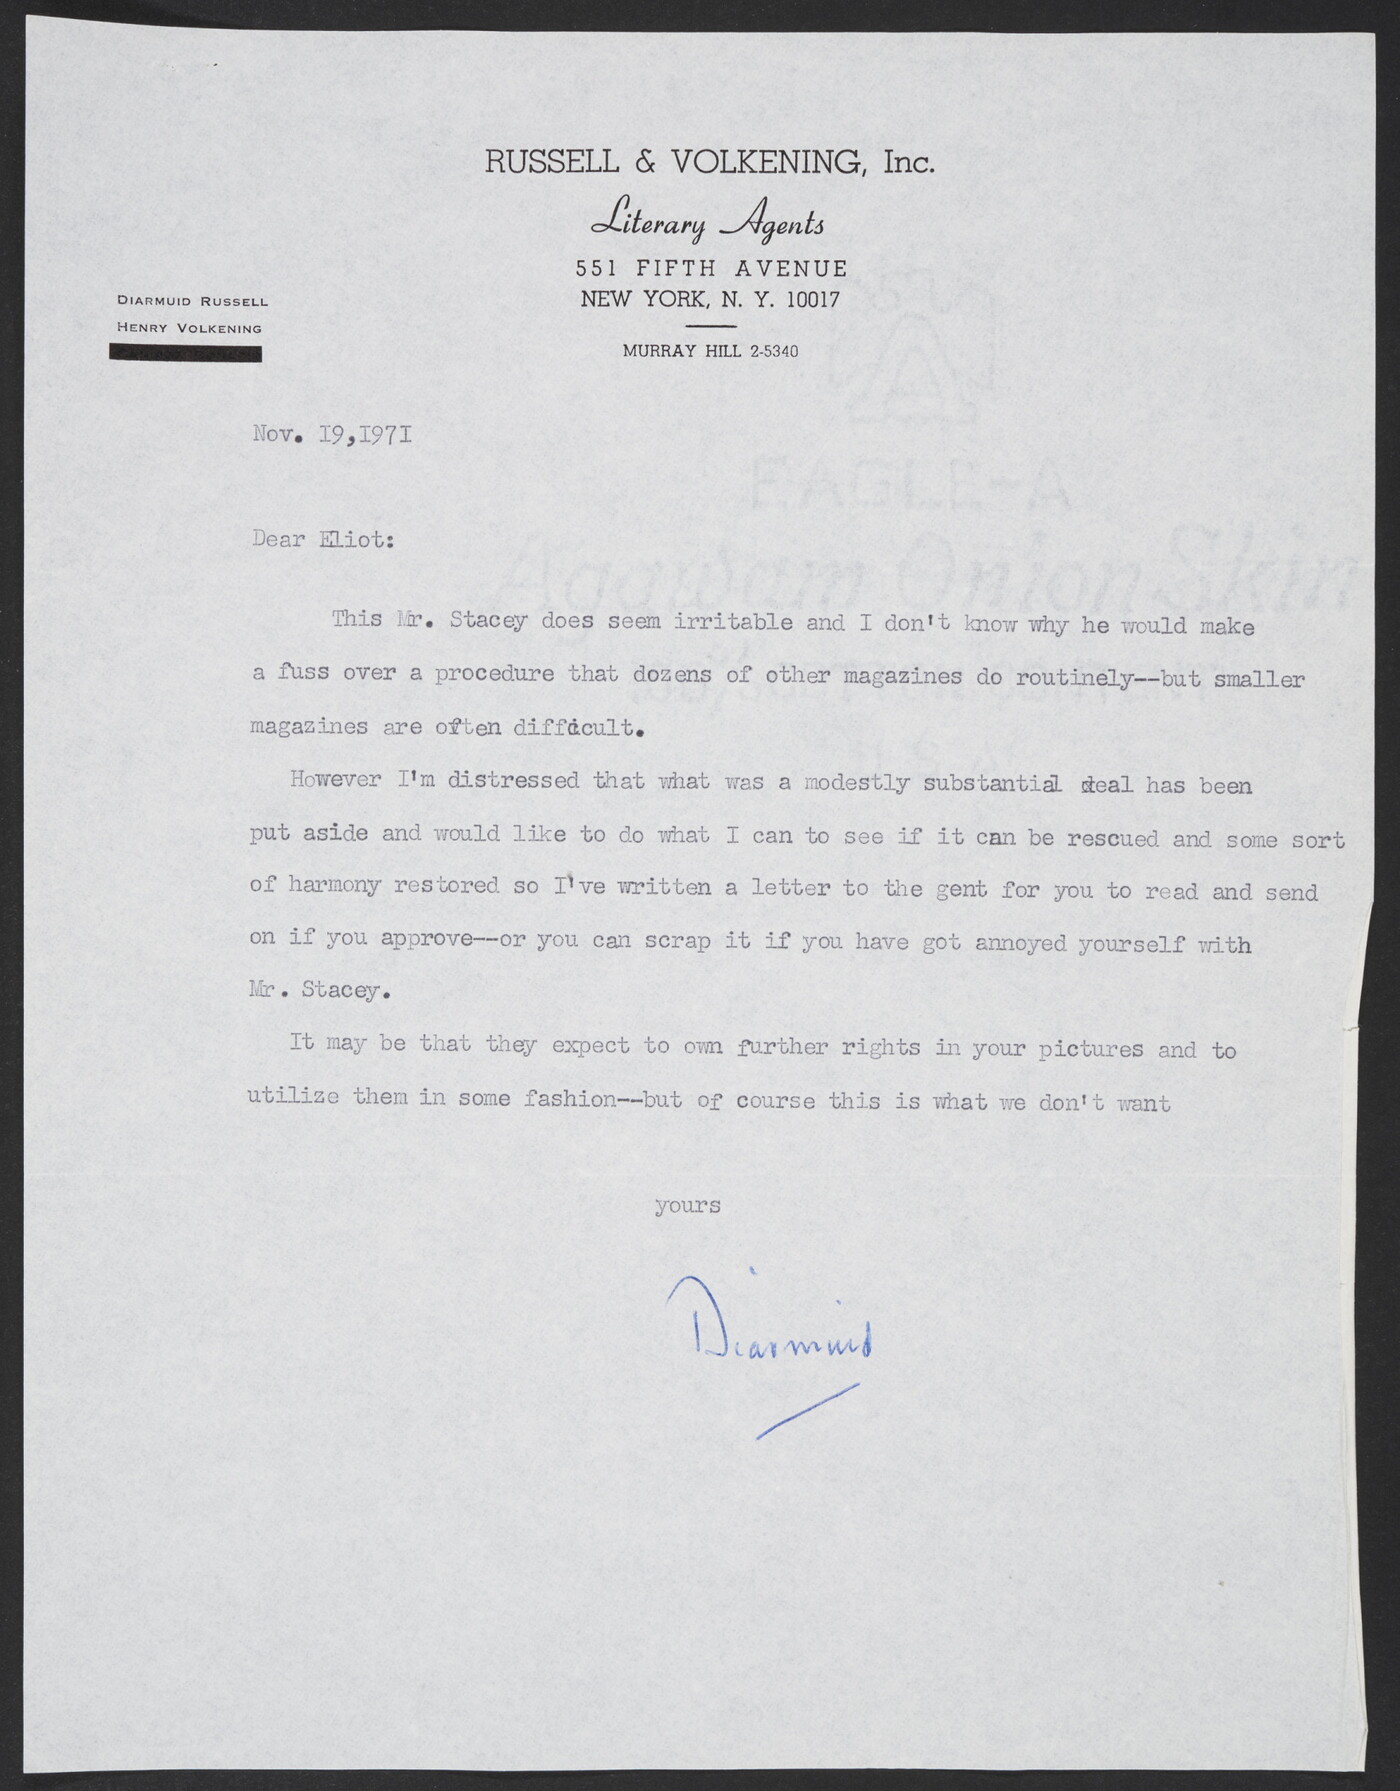 RUSSELL & VOLKENING, Inc.
Literary Agents
551 FIFTH AVENUE
NEW YORK, N. Y. 10017
MURRAY HILL 2-5340
DIARMUID RUSSELL
HENRY VOLKENING
Nov. 19,1971
EAGLE-A
Agawam Onion Skin
Dear Eliot:
This Mr. Stacey does seem irritable and I don't know why he would make
a fuss over a procedure that dozens of other magazines do routinely--but smaller
magazines are often difficult.
However I'm distressed that what was a modestly substantial deal has been
put aside and would like to do what I can to see if it can be rescued and some sort
of harmony restored so I've written a letter to the gent for you to read and send
on if you approve--or you can scrap it if you have got annoyed yourself with
Mr. Stacey.
It may be that they expect to own further rights in your pictures and to
utilize them in some fashion--but of course this is what we don't want
yours
Diarmuid